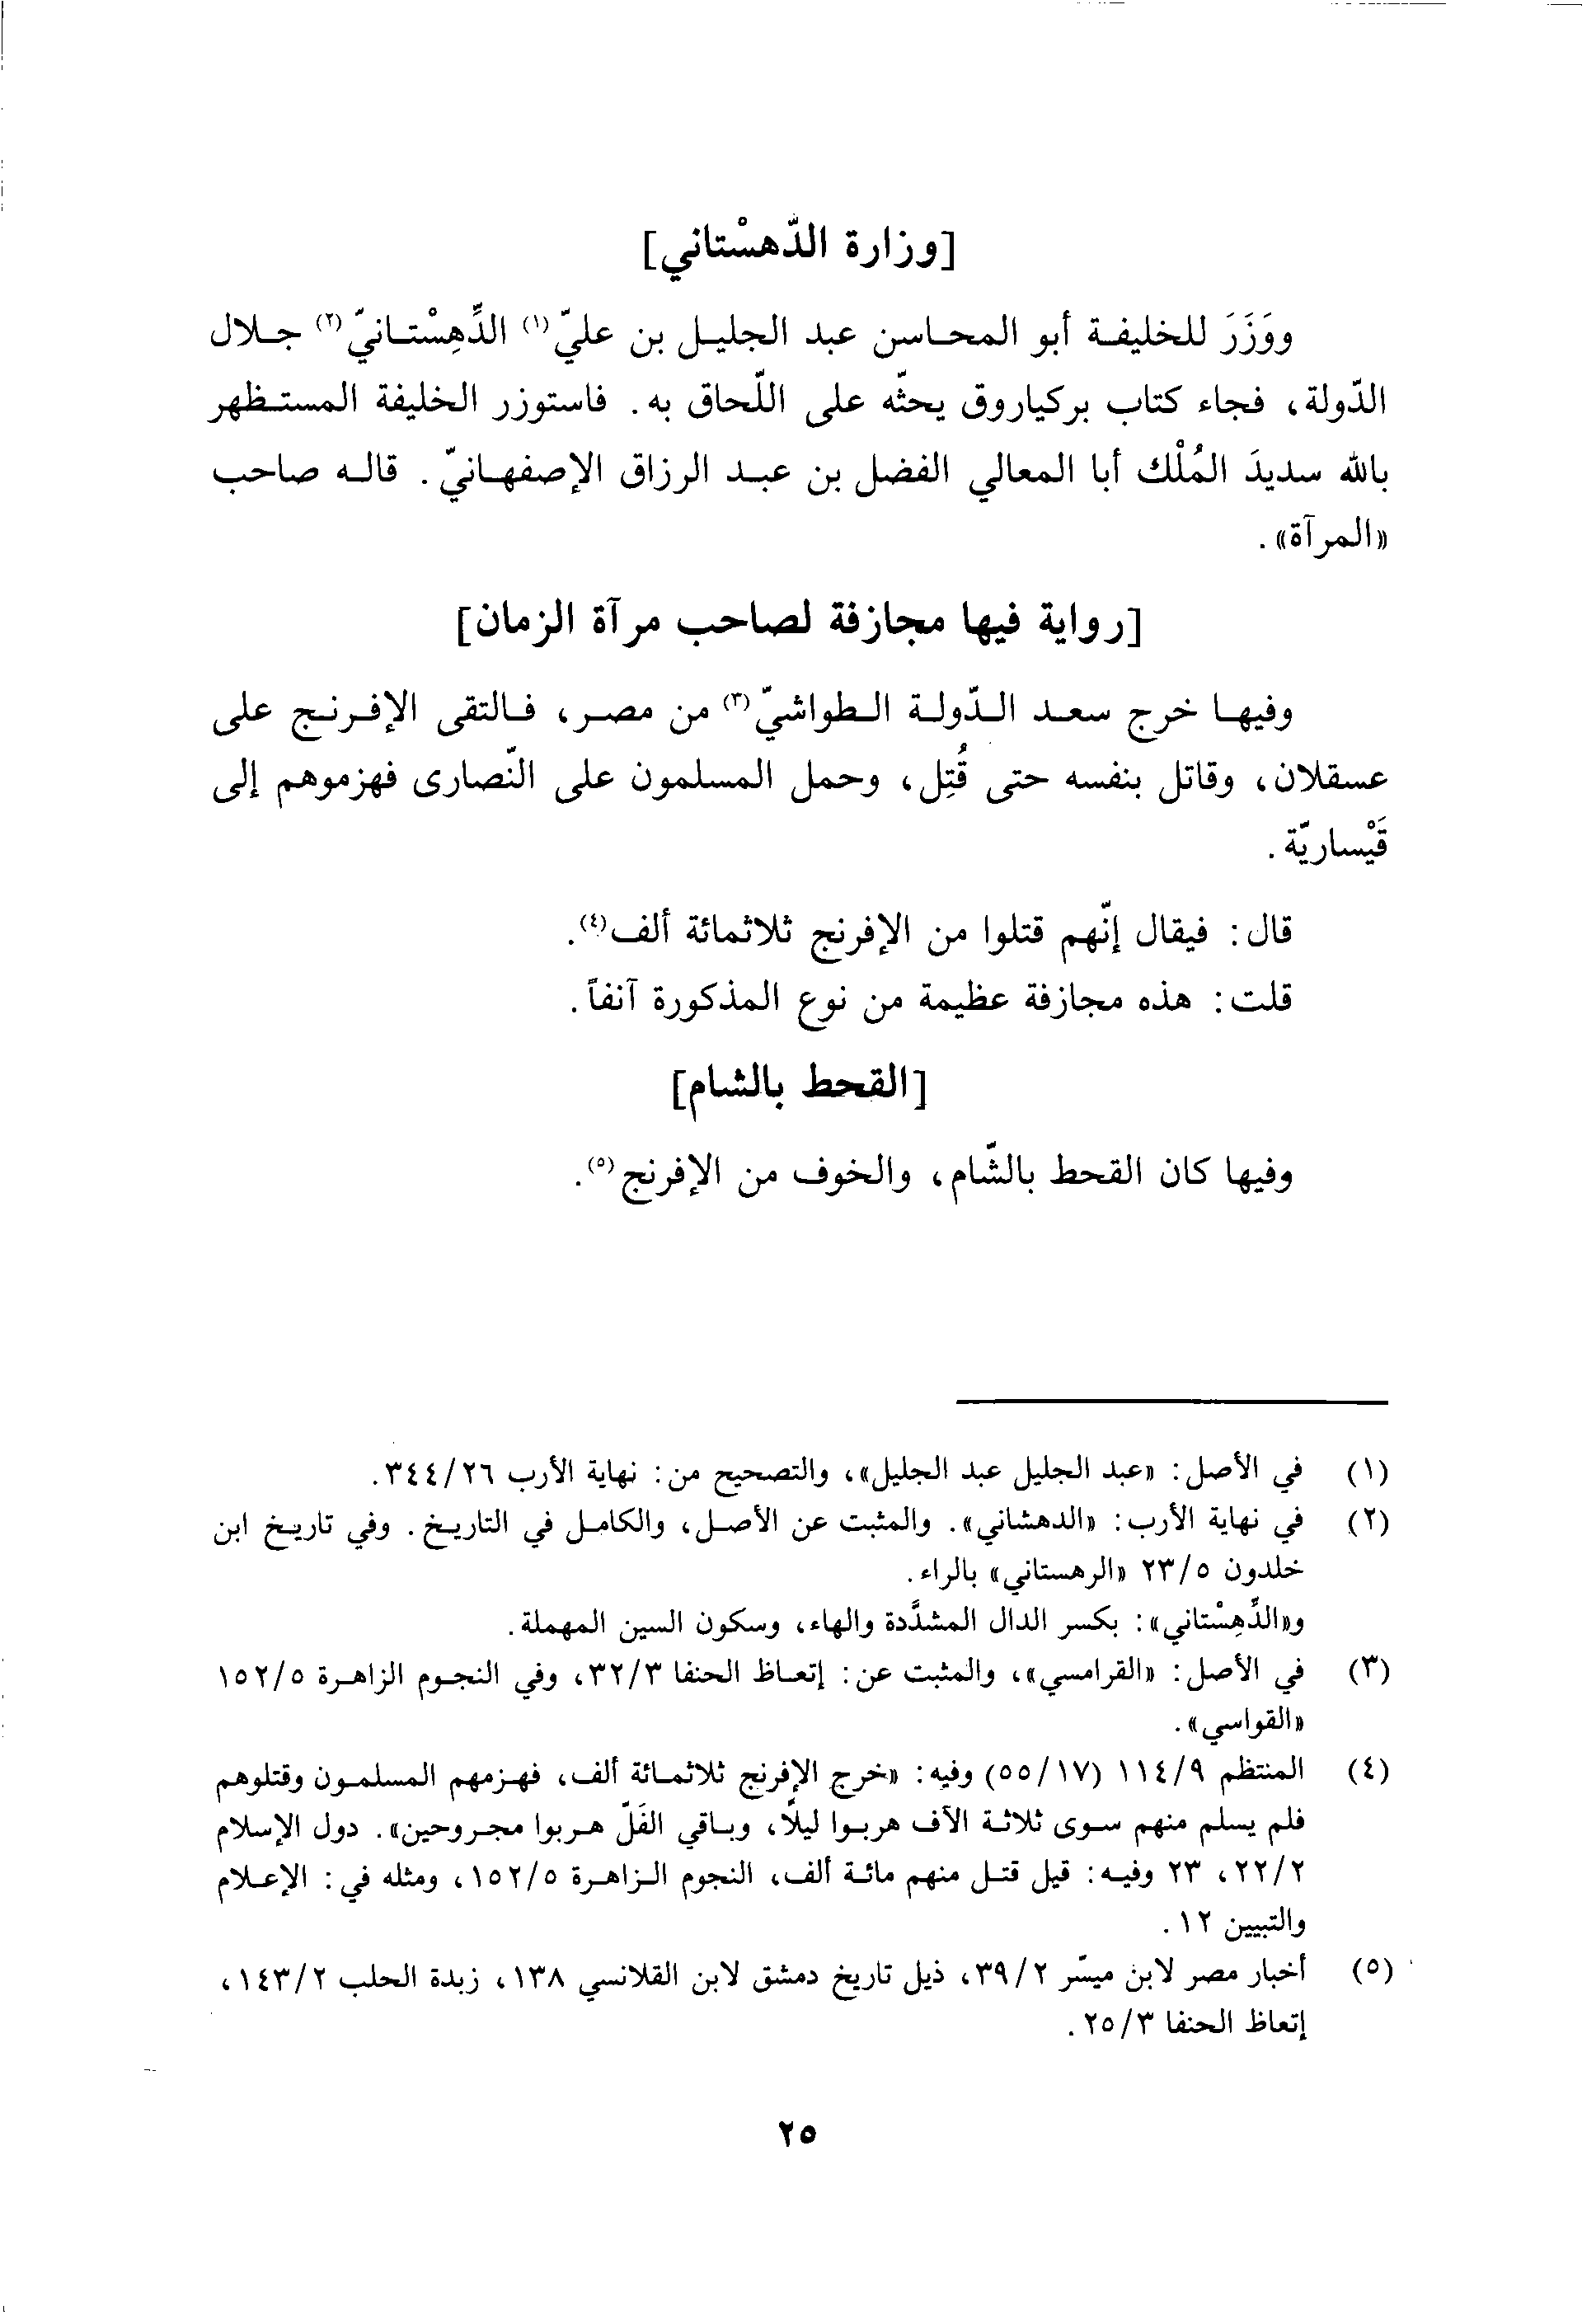 [وزارة الدّهسْتاني]
ووَزَرَ للخليفة أبو المحاسن عبد الجليل بن عليّ(١) الدِّهِسْتانيّ(٢) جلال
الدّولة، فجاء كتاب بركياروق يحثّه على اللّحاق به. فاستوزر الخليفة المستظهر
بالله سديدَ المُلْك أبا المعالي الفضل بن عبد الرزاق الإصفهانيّ. قاله صاحب
«المرآة».
[رواية فيها مجازفة لصاحب مرآة الزمان]
وفيها خرج سعد الدّولة الطواشيّ(٣) من مصر، فالتقى الإفرنج على
عسقلان، وقاتل بنفسه حتى قُتِل، وحمل المسلمون على النّصارى فهزموهم إلى
قَيْساريّة.
قال: فيقال إنّهم قتلوا من الإفرنج ثلاثمائة ألف(٤).
قلت: هذه مجازفة عظيمة من نوع المذكورة آنفاً.
[القحط بالشام]
وفيها كان القحط بالشّام، والخوف من الإفرنج(٥).
(١) في الأصل: «عبد الجليل عبد الجليل»، والتصحيح من: نهاية الأرب ٢٦/٣٤٤.
(٢) في نهاية الأرب: «الدهشاني». والمثبت عن الأصل، والكامل في التاريخ. وفي تاريخ ابن
خلدون ٢٣/٥ «الرهستاني» بالراء.
و«الدِّهِسْتاني»: بكسر الدال المشدَّدة والهاء، وسكون السين المهملة.
(٣) في الأصل: «القرامسي»، والمثبت عن: إتعاظ الحنفا ٣٢/٣، وفي النجوم الزاهرة ١٥٢/٥
«القواسي».
(٤) المنتظم ١١٤/٩ (٥٥/١٧) وفيه: «خرج الإفرنج ثلاثمائة ألف، فهزمهم المسلمون وقتلوهم
فلم يسلم منهم سوى ثلاثة الآف هربوا ليلاً، وباقي الفَلّ هربوا مجروحين». دول الإسلام
٢٢/٢، ٢٣ وفيه: قيل قتل منهم مائة ألف، النجوم الزاهرة ١٥٢/٥، ومثله في: الإعلام
والتبيين ١٢.
(٥) أخبار مصر لابن ميسّر ٣٩/٢، ذيل تاريخ دمشق لابن القلانسي ١٣٨، زبدة الحلب ١٤٣/٢،
إتعاظ الحنفا ٢٥/٣.
٢٥